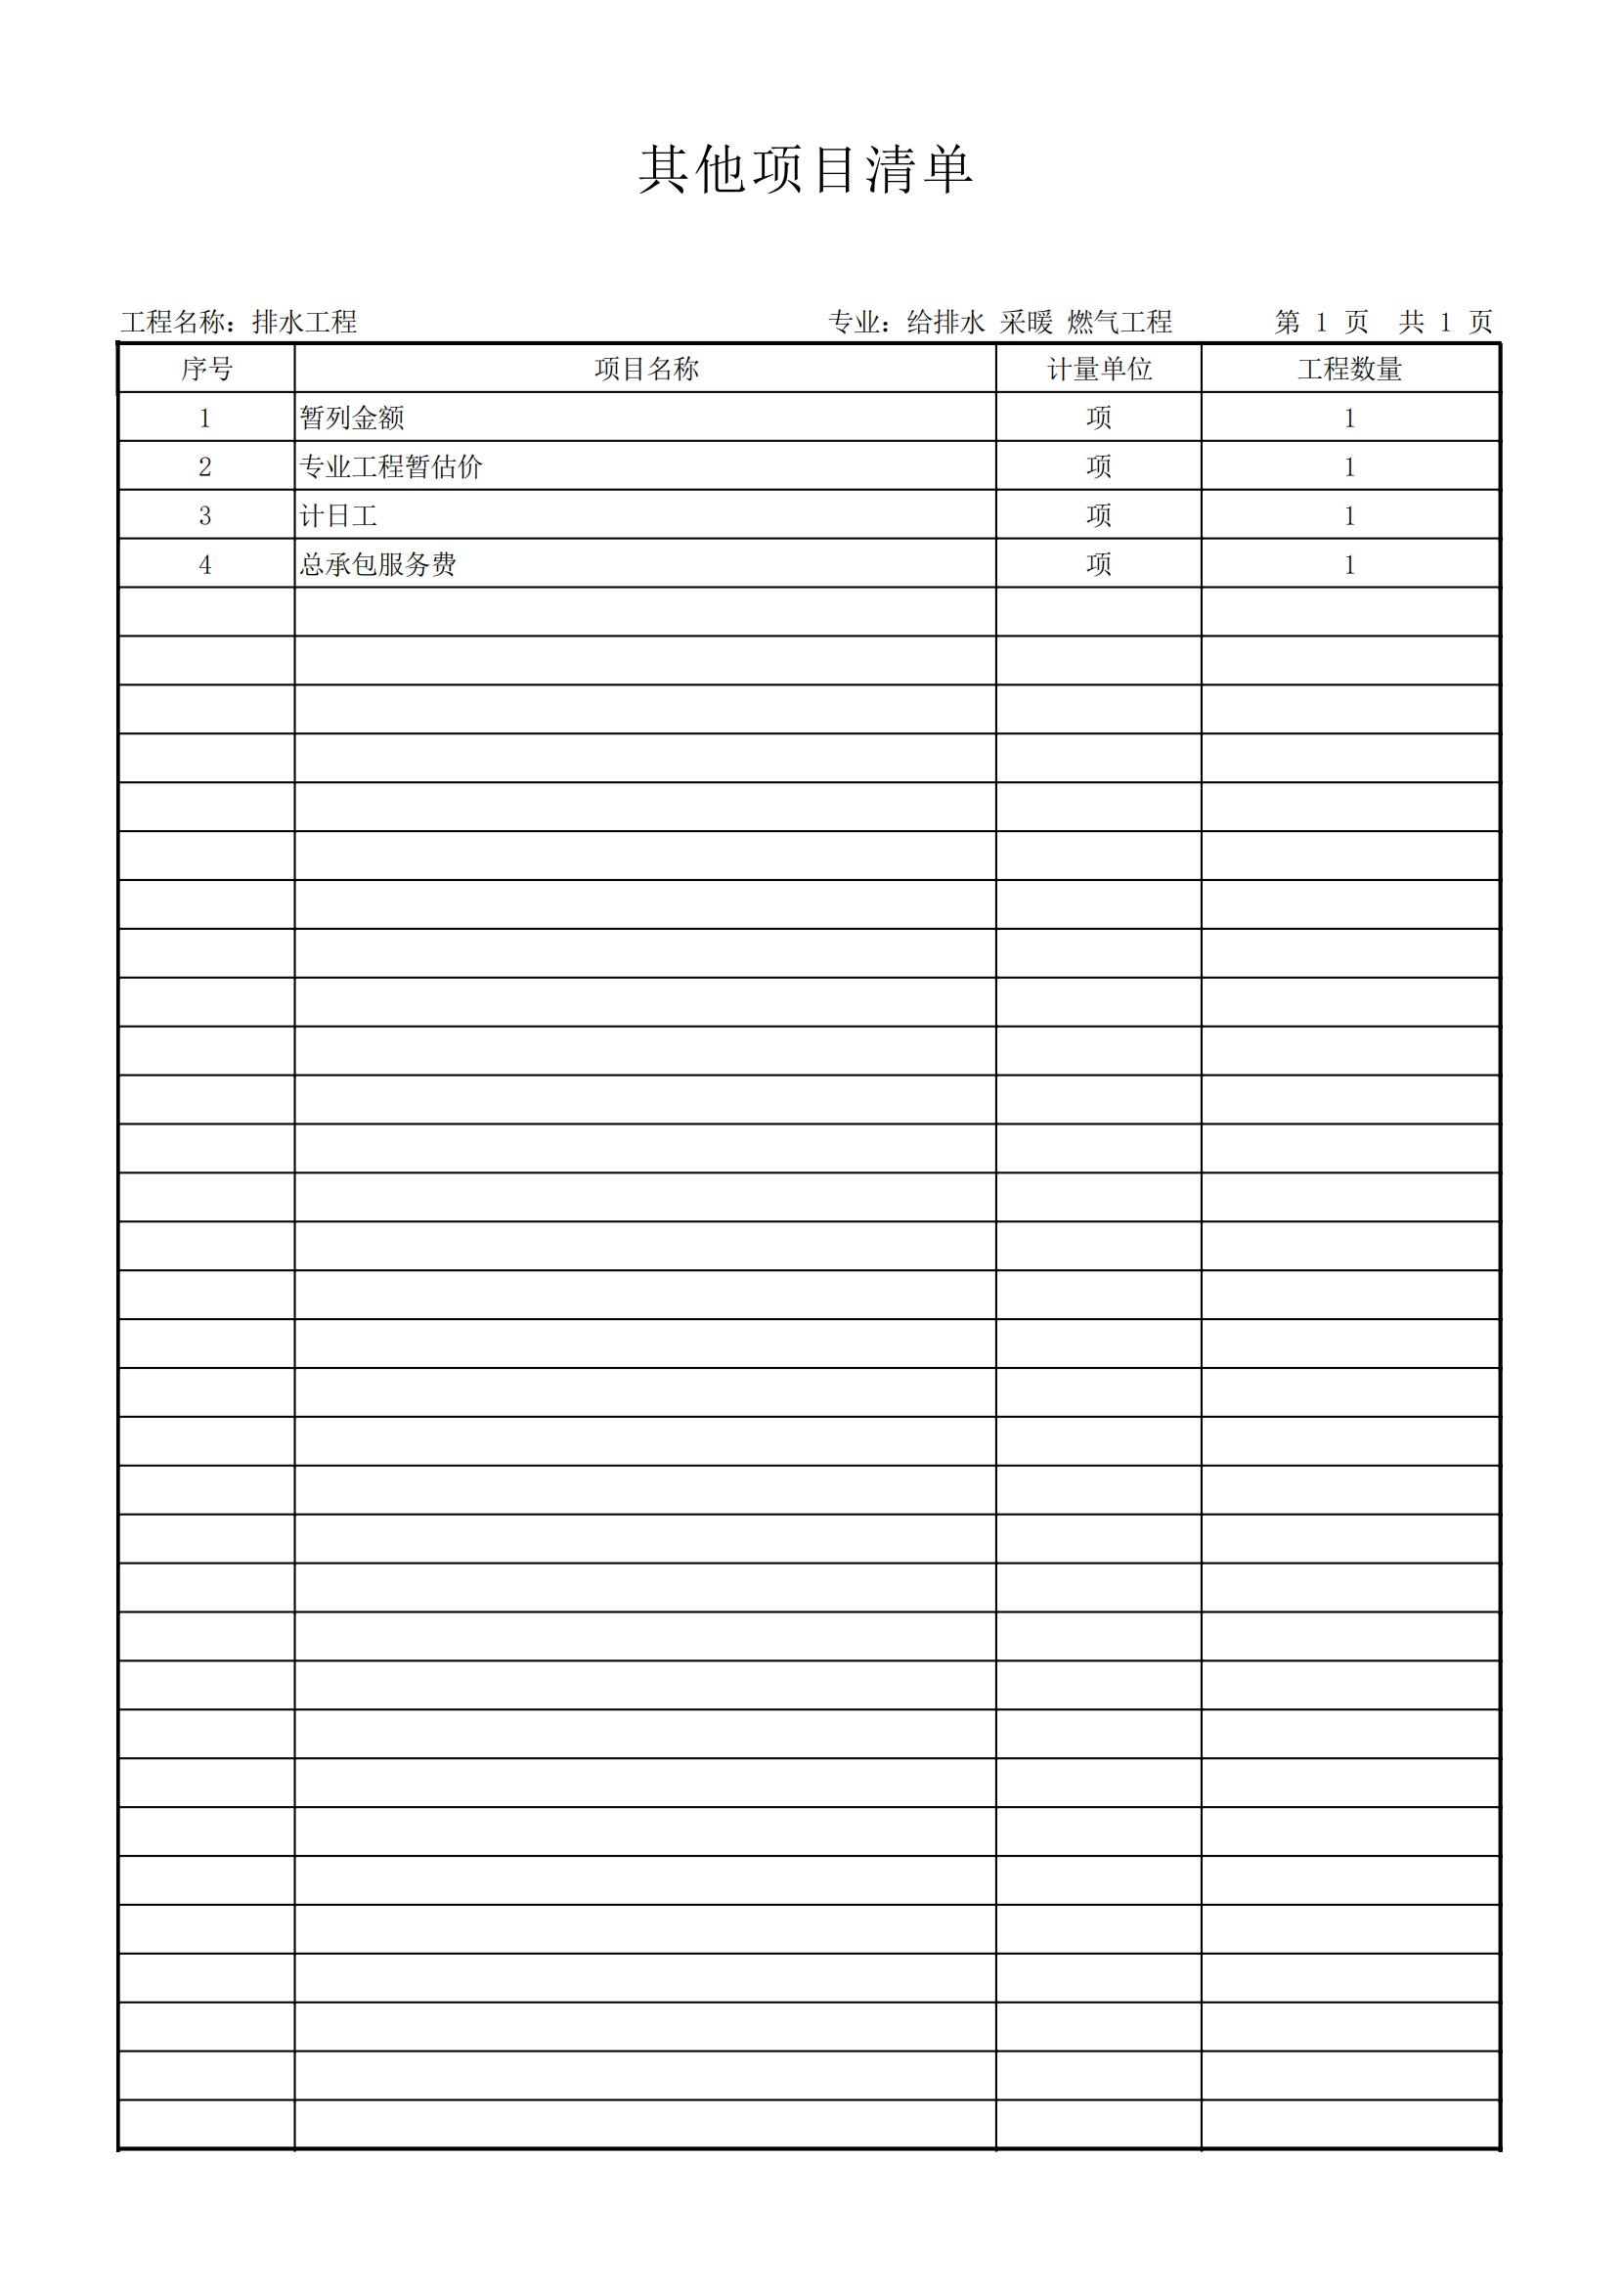 其他项目清单
工程名称：排水工程 专业：给排水 采暖 燃气工程 第 1 页 共 1 页
序号 项目名称 计量单位 工程数量
1 暂列金额 项 1
2 专业工程暂估价 项 1
3 计日工 项 1
4 总承包服务费 项 1